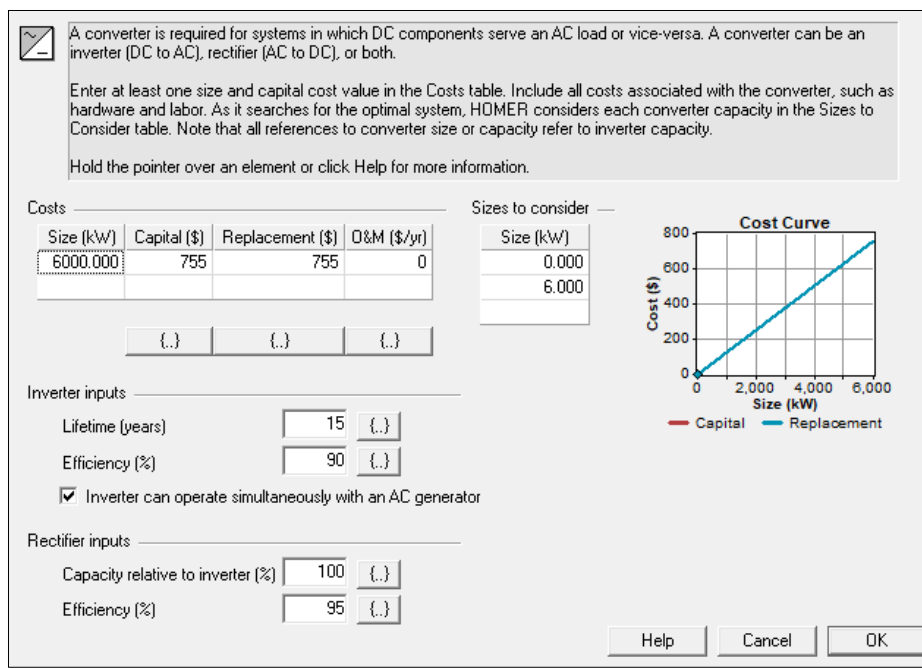 A converter is required for systems in which DC components serve an AC load or vice-versa. A converter can be an
inverter (DC to AC), rectifier (AC to DC), or both.
Enter at least one size and capital cost value in the Costs table. Include all costs associated with the converter, such as
hardware and labor. As it searches for the optimal system, HOMER considers each converter capacity in the Sizes to
Consider table. Note that all references to converter size or capacity refer to inverter capacity.
Hold the pointer over an element or click Help for more information.
Costs
Size (kW) Capital ($) Replacement ($) O&M ($/yr)
6000.000 755 755 0
{..} {..} {..}
Sizes to consider
Size (kW)
0.000
6.000
Cost Curve
Cost ($)
800
600
400
200
0
0 2,000 4,000 6,000
Size (kW)
Capital Replacement
Inverter inputs
Lifetime (years) 15 {..}
Efficiency (%) 90 {..}
Inverter can operate simultaneously with an AC generator
Rectifier inputs
Capacity relative to inverter (%) 100 {..}
Efficiency (%) 95 {..}
Help Cancel OK